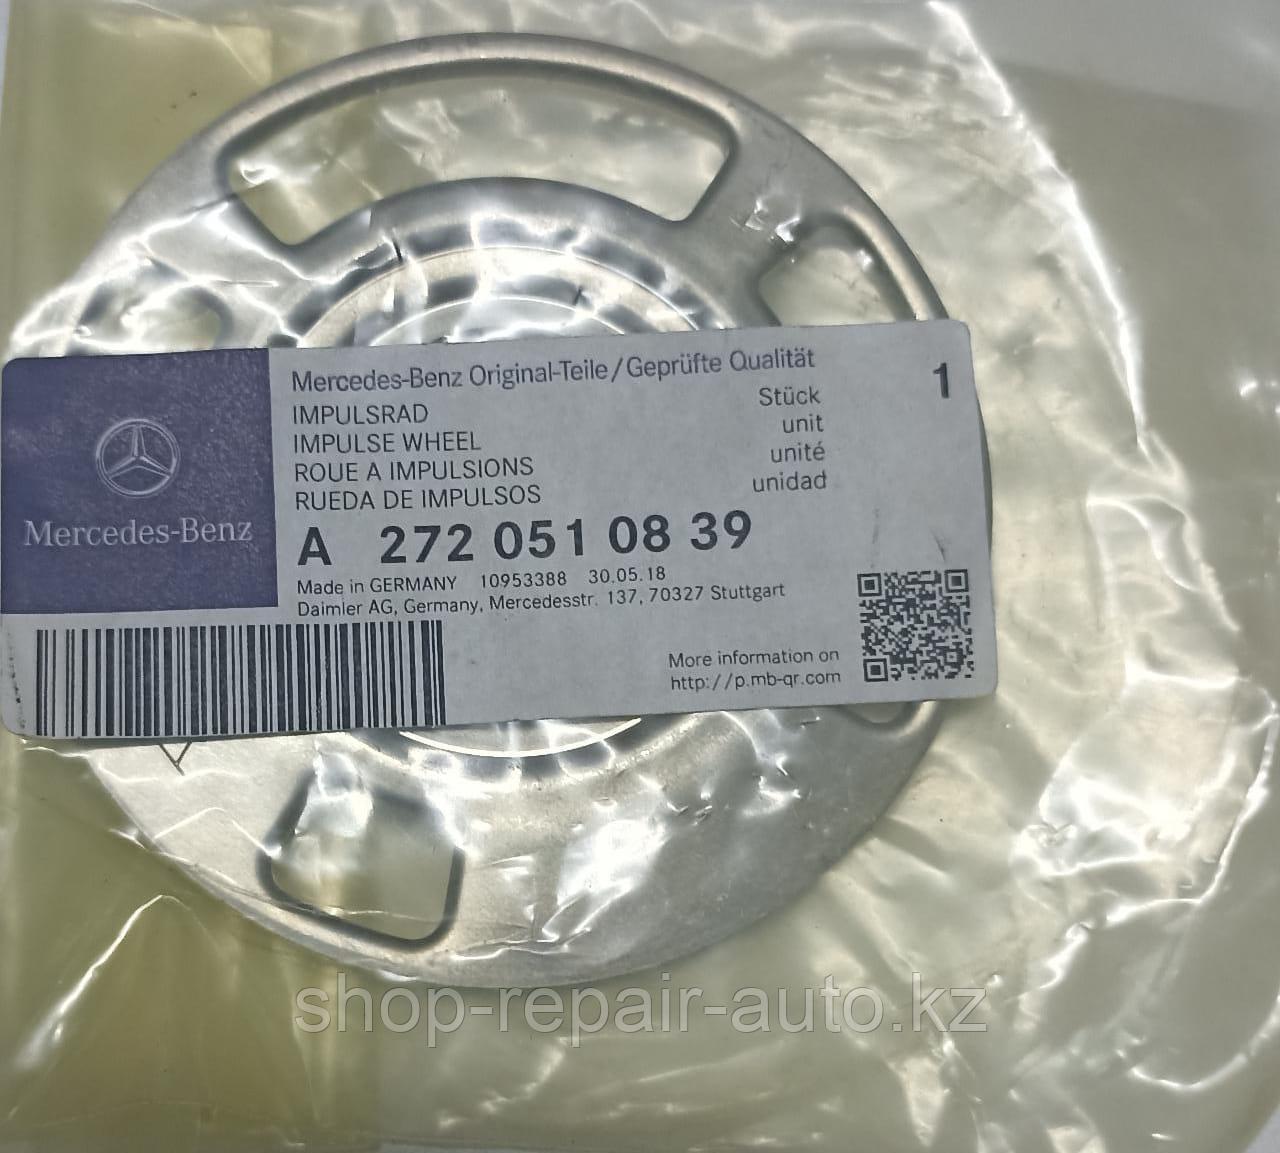 Mercedes-Benz Original-Teile/Geprüfte Qualität
1
IMPULSRAD Stück
IMPULSE WHEEL unit
ROUE A IMPULSIONS unité
RUEDA DE IMPULSOS unidad
Mercedes-Benz
A 272 051 08 39
Made in GERMANY 10953388 30.05.18
Daimler AG, Germany, Mercedesstr. 137, 70327 Stuttgart
More information on
http://p.mb-qr.com
shop-repair-auto.kz